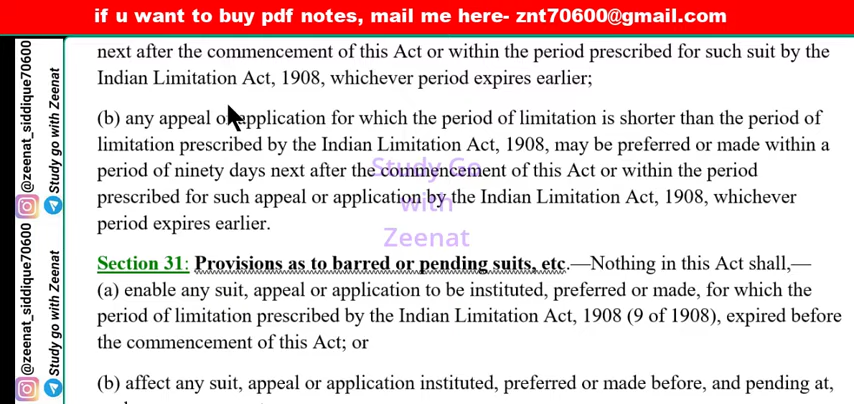 if u want to buy pdf notes, mail me here- znt70600@gmail.com
next after the commencement of this Act or within the period prescribed for such suit by the
Indian Limitation Act, 1908, whichever period expires earlier;
(b) any appeal or application for which the period of limitation is shorter than the period of
limitation prescribed by the Indian Limitation Act, 1908, may be preferred or made within a
period of ninety days next after the commencement of this Act or within the period
prescribed for such appeal or application by the Indian Limitation Act, 1908, whichever
period expires earlier.
Section 31: Provisions as to barred or pending suits, etc.—Nothing in this Act shall,—
(a) enable any suit, appeal or application to be instituted, preferred or made, for which the
period of limitation prescribed by the Indian Limitation Act, 1908 (9 of 1908), expired before
the commencement of this Act; or
(b) affect any suit, appeal or application instituted, preferred or made before, and pending at,
Study Go
with
Zeenat
@zeenat_siddique70600
Study go with Zeenat
@zeenat_siddique70600
Study go with Zeenat